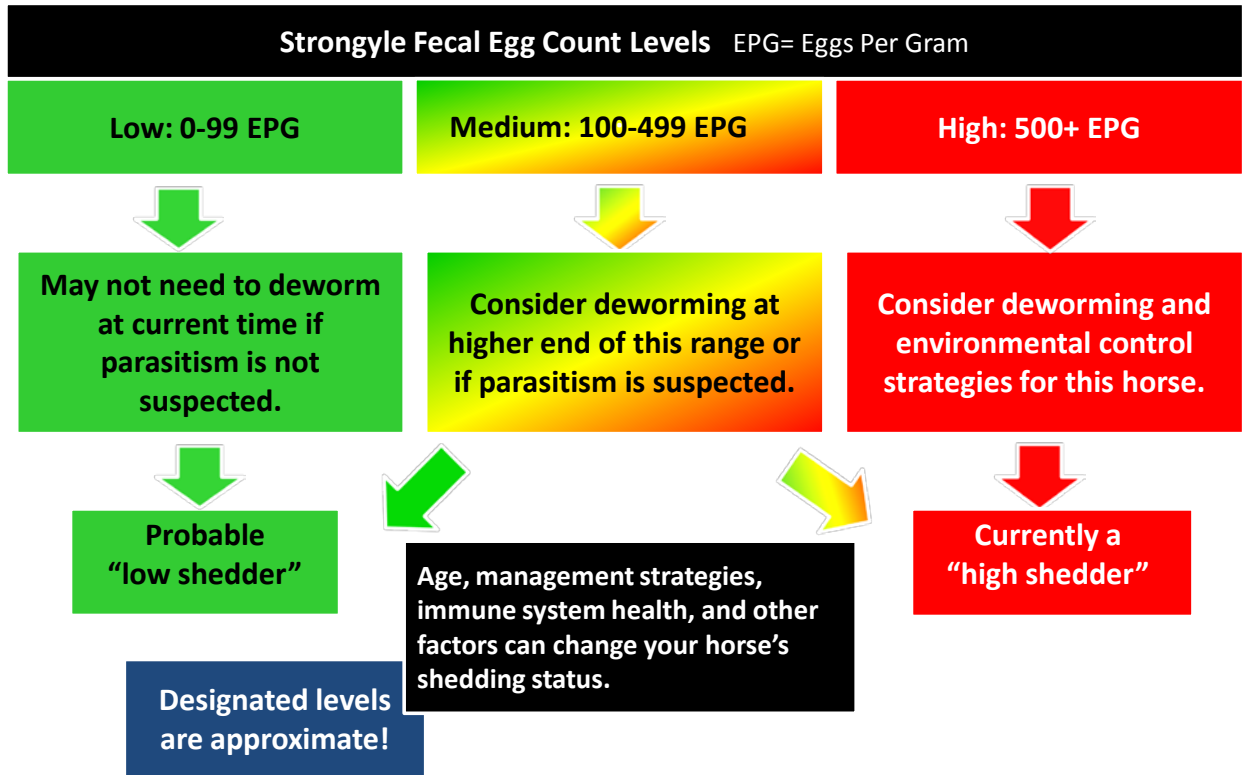 Strongyle Fecal Egg Count Levels EPG= Eggs Per Gram
Low: 0-99 EPG
Medium: 100-499 EPG
High: 500+ EPG
May not need to deworm
at current time if
parasitism is not
suspected.
Consider deworming at
higher end of this range or
if parasitism is suspected.
Consider deworming and
environmental control
strategies for this horse.
Probable
“low shedder”
Age, management strategies,
immune system health, and other
factors can change your horse’s
shedding status.
Currently a
“high shedder”
Designated levels
are approximate!